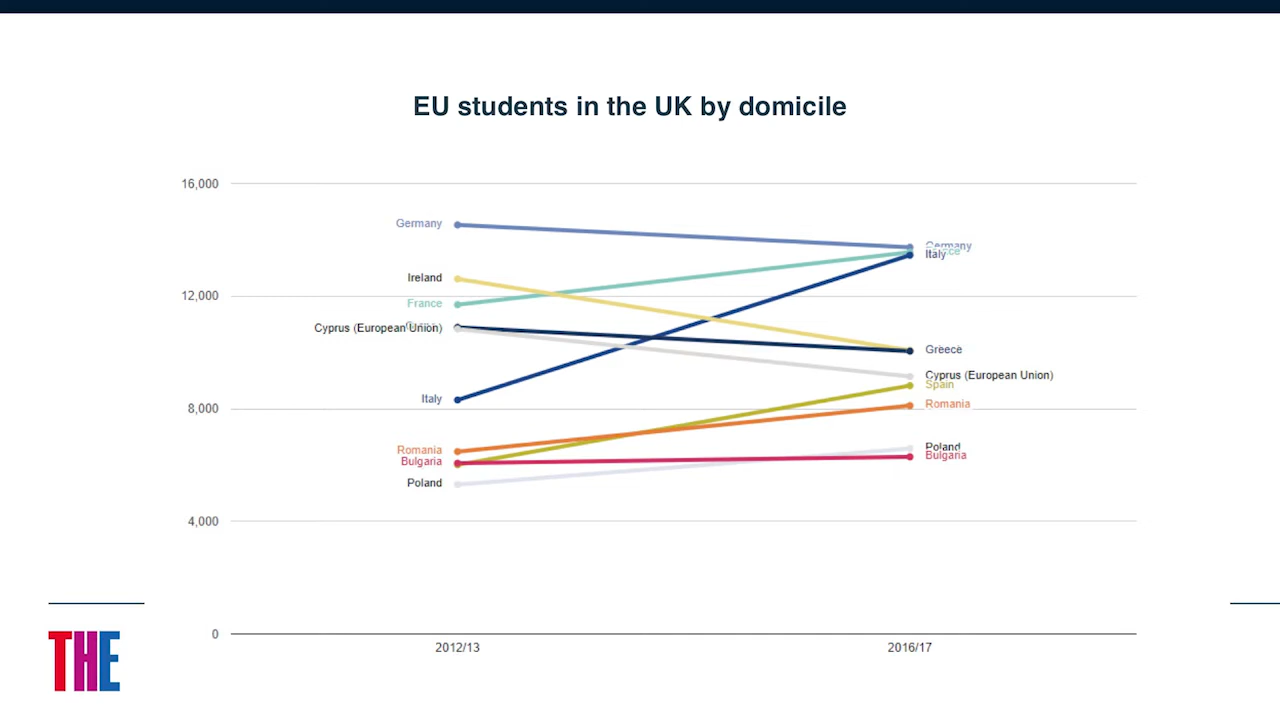 EU students in the UK by domicile
16,000
Germany
Germany
Italy
Ireland
12,000
France
Cyprus (European Union)
Greece
Cyprus (European Union)
Spain
Italy
8,000
Romania
Romania
Bulgaria
Poland
Bulgaria
Poland
4,000
0
2012/13
2016/17
THE